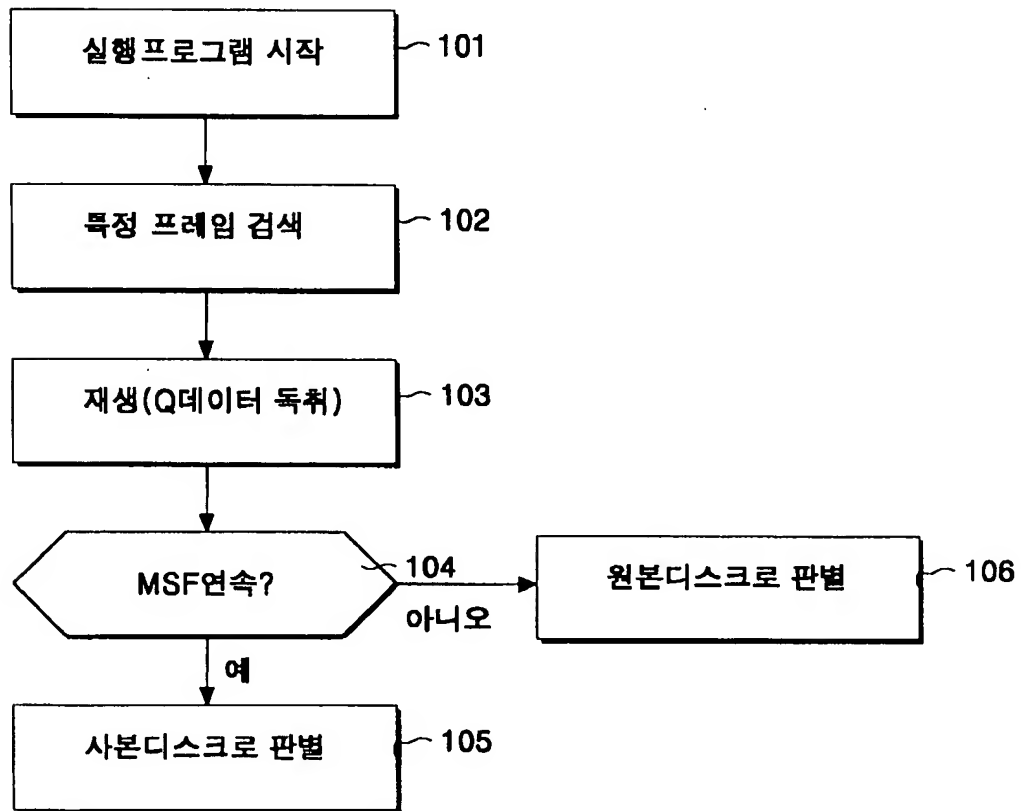 실행프로그램 시작
101
특정 프레임 검색
102
재생(Q데이터 독취)
103
MSF연속?
104
아니오
원본디스크로 판별
106
예
사본디스크로 판별
105